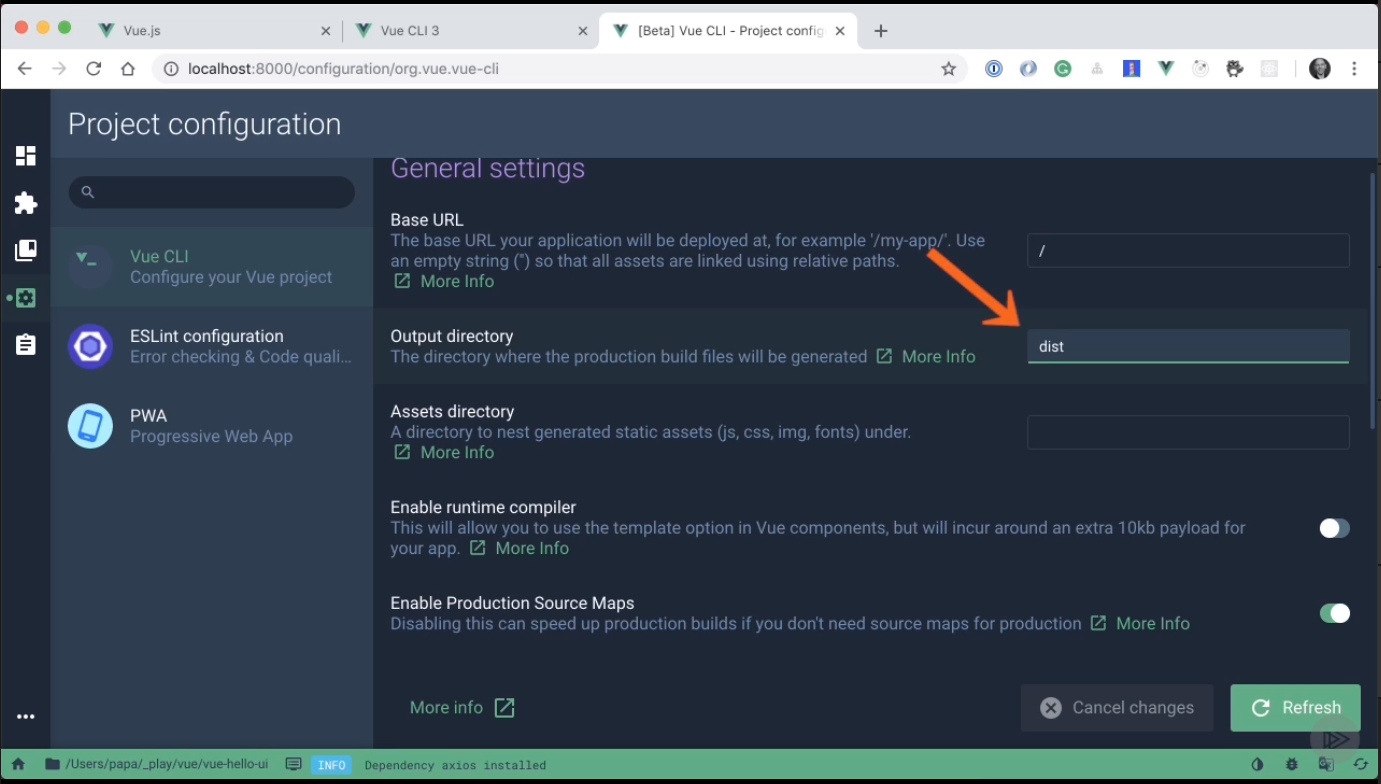 Vue.js
Vue CLI 3
[Beta] Vue CLI - Project config
localhost:8000/configuration/org.vue.vue-cli
Project configuration
Vue CLI
Configure your Vue project
ESLint configuration
Error checking & Code quali...
PWA
Progressive Web App
General settings
Base URL
The base URL your application will be deployed at, for example '/my-app/'. Use
an empty string ('') so that all assets are linked using relative paths.
More Info
/
Output directory
The directory where the production build files will be generated More Info
dist
Assets directory
A directory to nest generated static assets (js, css, img, fonts) under.
More Info
Enable runtime compiler
This will allow you to use the template option in Vue components, but will incur around an extra 10kb payload for
your app. More Info
Enable Production Source Maps
Disabling this can speed up production builds if you don't need source maps for production More Info
More info
Cancel changes
Refresh
/Users/papa/_play/vue/vue-hello-ui INFO Dependency axios installed